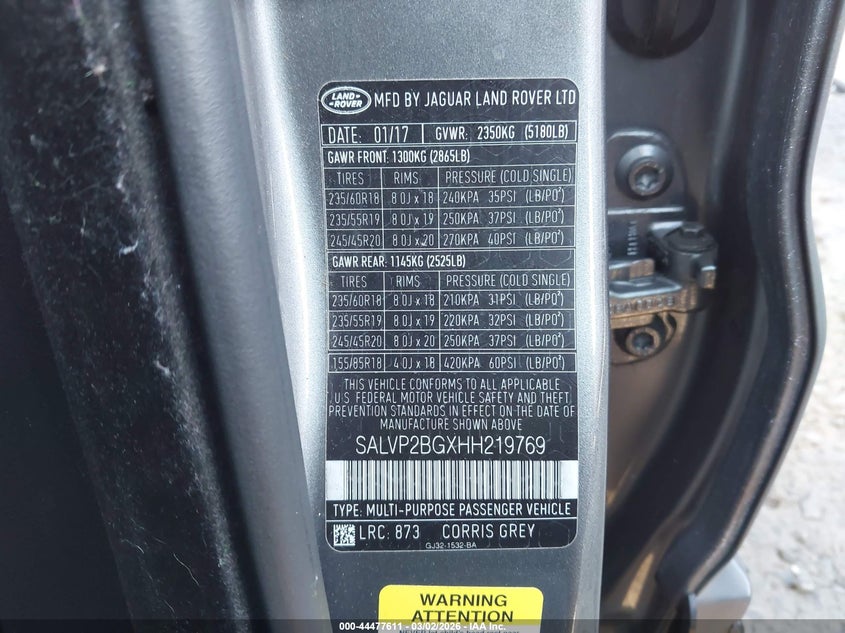 LAND-ROVER MFD BY JAGUAR LAND ROVER LTD
DATE: 01/17 GVWR: 2350KG (5180LB)
GAWR FRONT: 1300KG (2865LB)
TIRES RIMS PRESSURE (COLD SINGLE)
235/60R18 8.0J x 18 240KPA 35PSI (LB/PO²)
235/55R19 8.0J x 19 250KPA 37PSI (LB/PO²)
245/45R20 8.0J x 20 270KPA 40PSI (LB/PO²)
GAWR REAR: 1145KG (2525LB)
TIRES RIMS PRESSURE (COLD SINGLE)
235/60R18 8.0J x 18 210KPA 31PSI (LB/PO²)
235/55R19 8.0J x 19 220KPA 32PSI (LB/PO²)
245/45R20 8.0J x 20 250KPA 37PSI (LB/PO²)
155/85R18 4.0J x 18 420KPA 60PSI (LB/PO²)
THIS VEHICLE CONFORMS TO ALL APPLICABLE
U.S. FEDERAL MOTOR VEHICLE SAFETY AND THEFT
PREVENTION STANDARDS IN EFFECT ON THE DATE OF
MANUFACTURE SHOWN ABOVE
SALVP2BGXHH219769
TYPE: MULTI-PURPOSE PASSENGER VEHICLE
LRC: 873 CORRIS GREY
GJ32-1532-BA
WARNING
ATTENTION
000-44477611 - 03/02/2026 - IAA Inc.